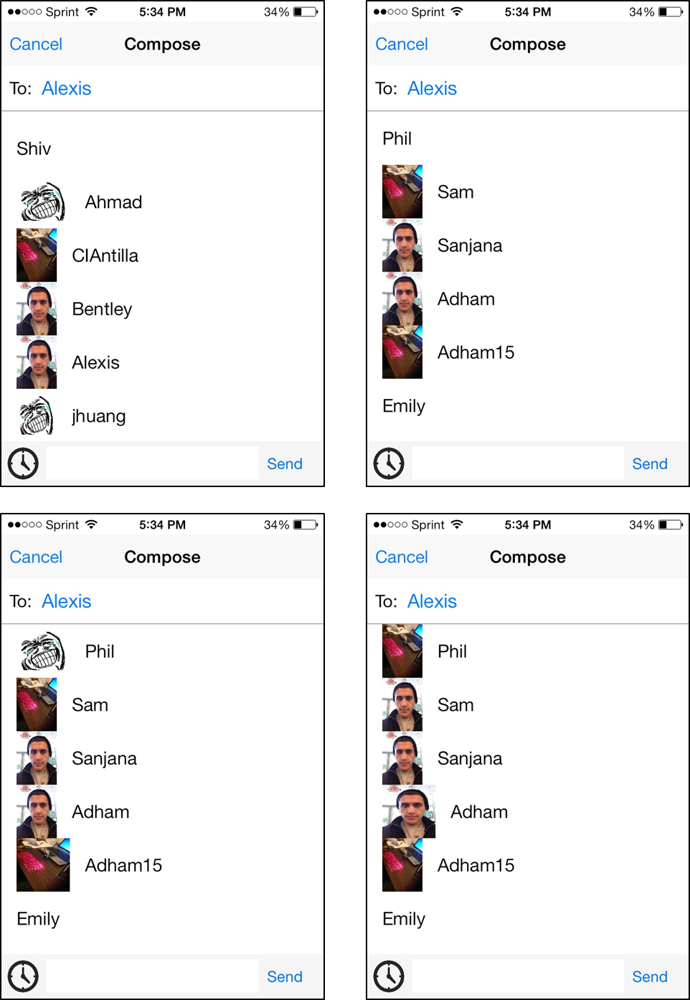 Sprint 5:34 PM 34%
Cancel Compose
To: Alexis
Shiv
Ahmad
CIAntilla
Bentley
Alexis
jhuang
Send
Sprint 5:34 PM 34%
Cancel Compose
To: Alexis
Phil
Sam
Sanjana
Adham
Adham15
Emily
Send
Sprint 5:34 PM 34%
Cancel Compose
To: Alexis
Phil
Sam
Sanjana
Adham
Adham15
Emily
Send
Sprint 5:34 PM 34%
Cancel Compose
To: Alexis
Phil
Sam
Sanjana
Adham
Adham15
Emily
Send